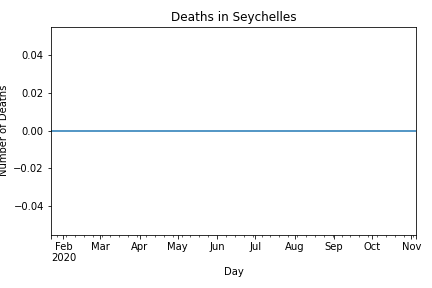 Deaths in Seychelles
0.04
0.02
0.00
−0.02
−0.04
Number of Deaths
Feb Mar Apr May Jun Jul Aug Sep Oct Nov
2020
Day